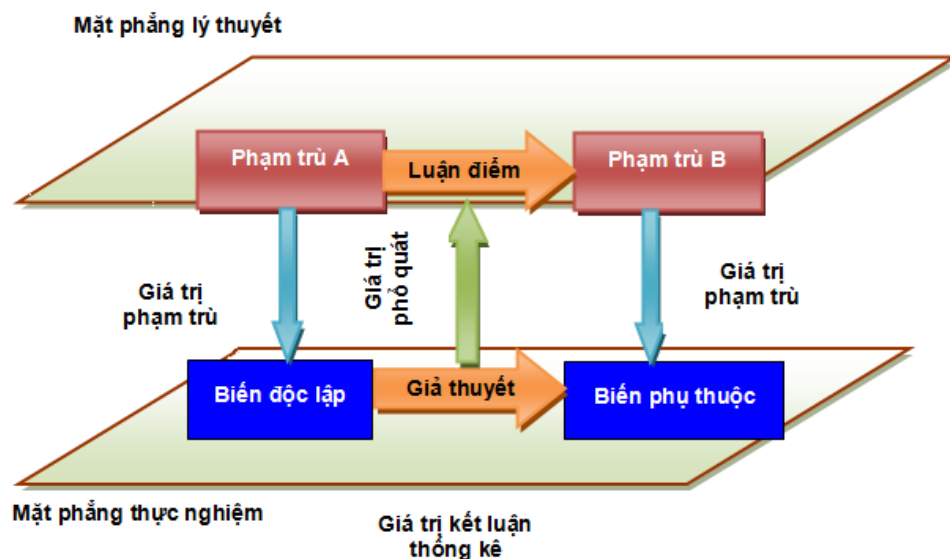 Mặt phẳng lý thuyết
Phạm trù A
Luận điểm
Phạm trù B
Giá trị
phạm trù
Giá trị
phổ quát
Giá trị
phạm trù
Biến độc lập
Giả thuyết
Biến phụ thuộc
Mặt phẳng thực nghiệm
Giá trị kết luận
thống kê